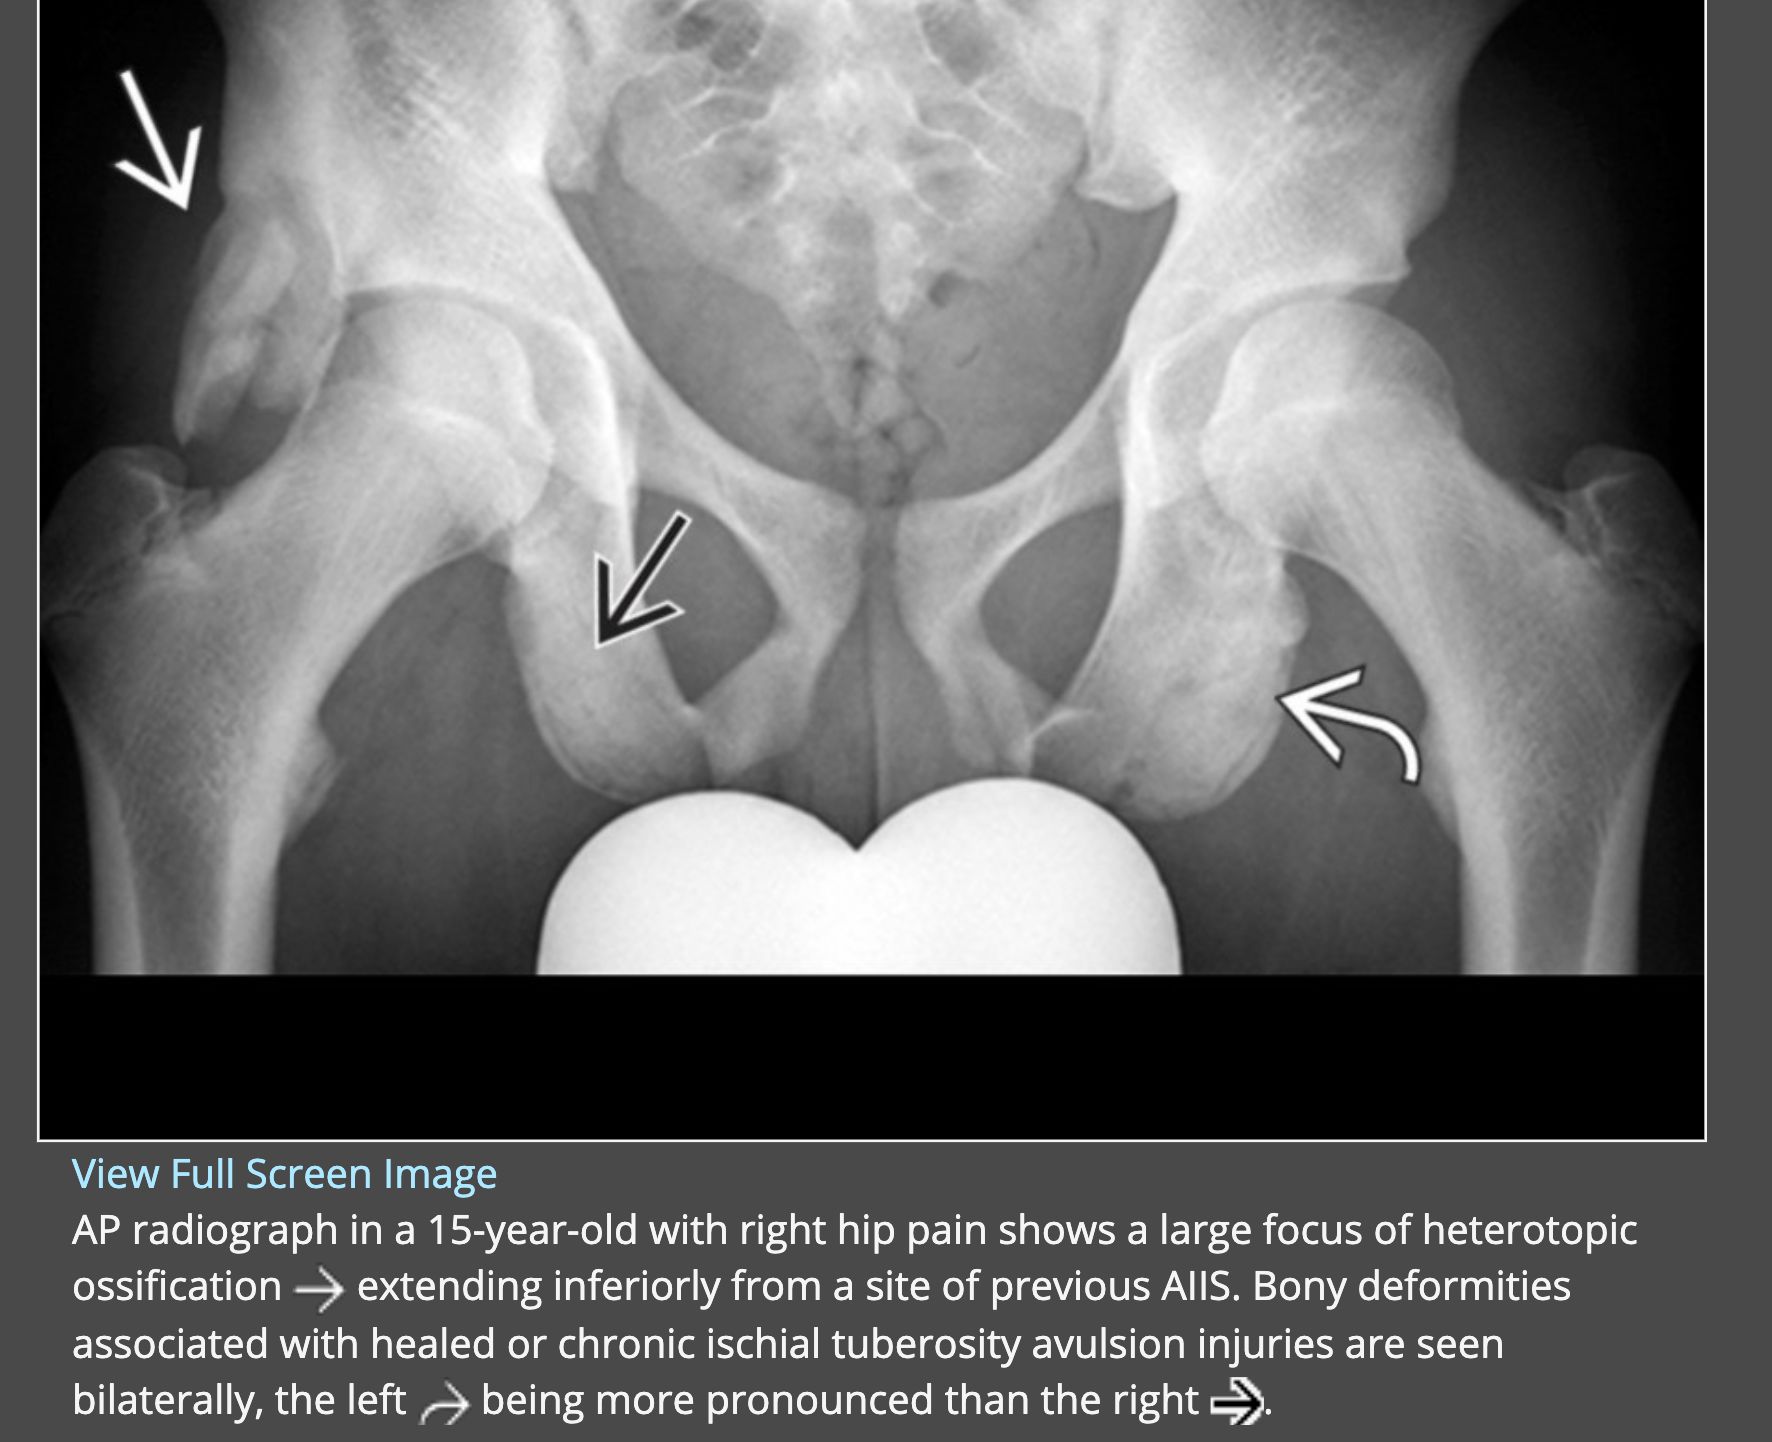 View Full Screen Image
AP radiograph in a 15-year-old with right hip pain shows a large focus of heterotopic
ossification → extending inferiorly from a site of previous AIIS. Bony deformities
associated with healed or chronic ischial tuberosity avulsion injuries are seen
bilaterally, the left ↷ being more pronounced than the right ⇨.